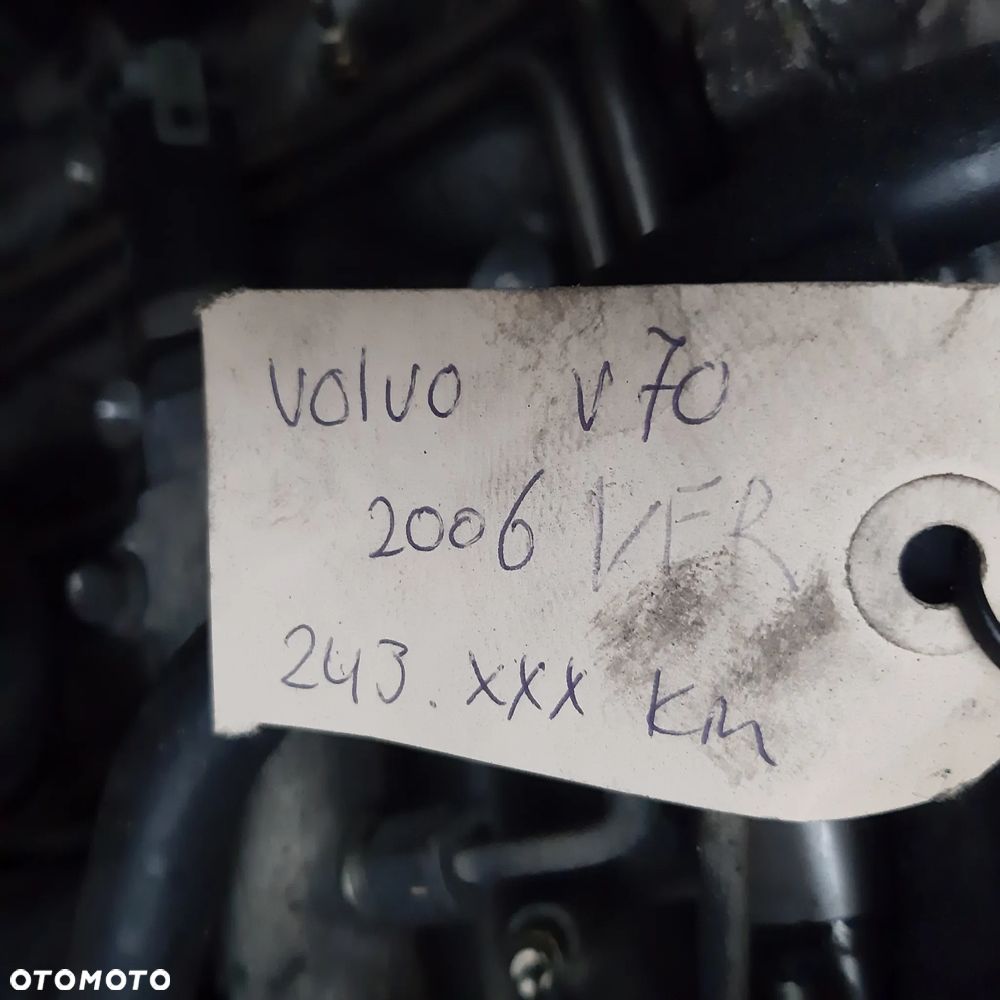 Volvo V70
2006 VER
243.xxx Km
OTOMOTO